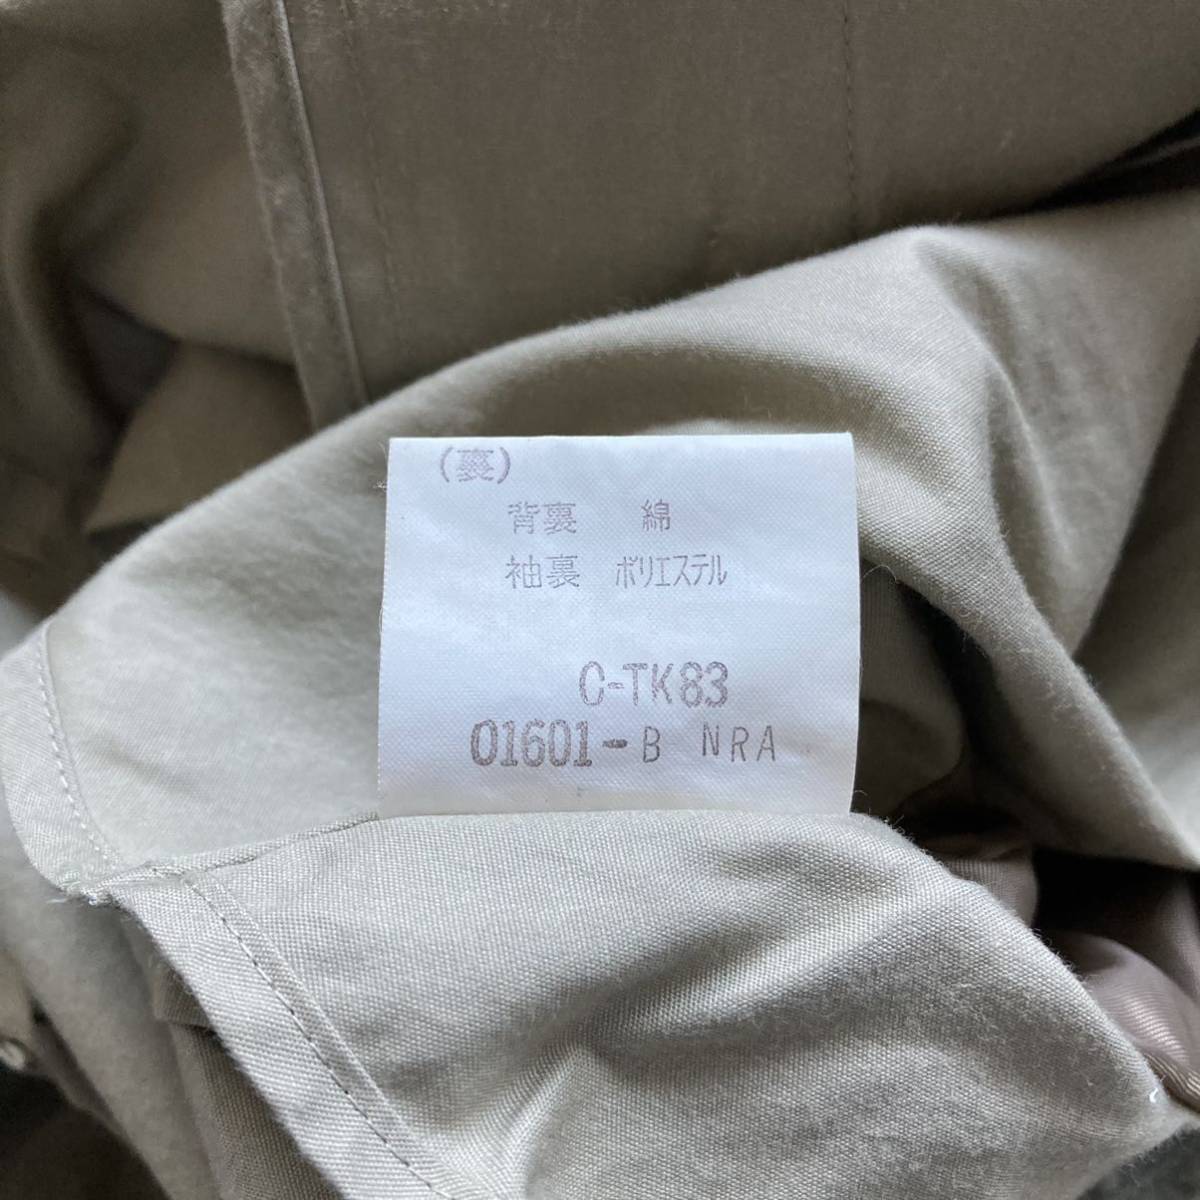 (裏)
背裏 綿
袖裏 ポリエステル
C-TK83
01601-B NRA